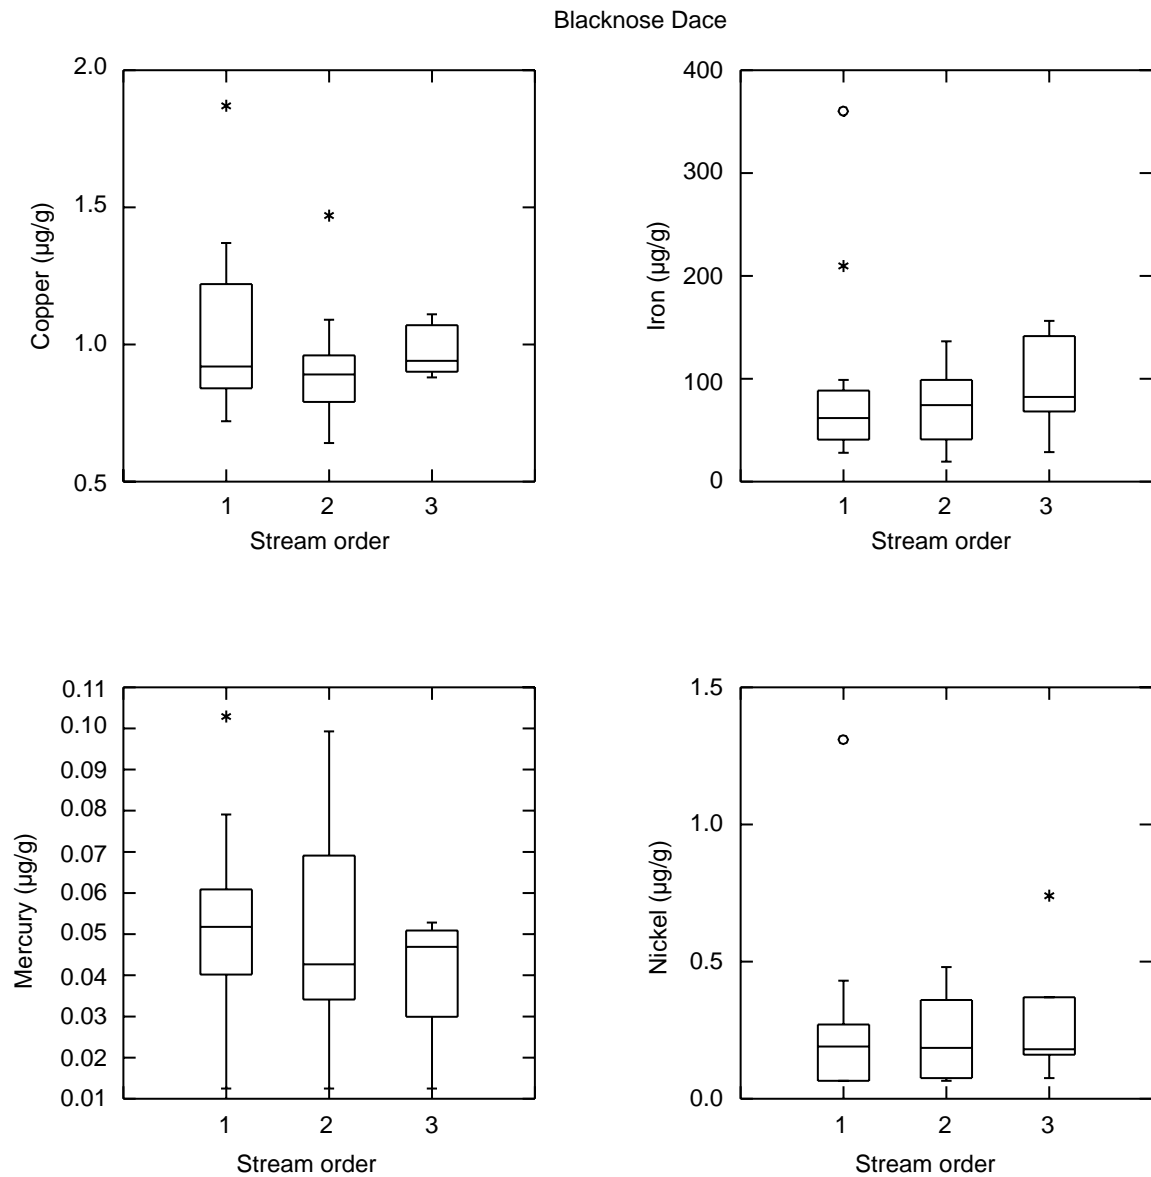 Blacknose Dace
2.0
1.5
1.0
0.5
Copper (µg/g)
1 2 3
Stream order
400
300
200
100
0
Iron (µg/g)
1 2 3
Stream order
0.11
0.10
0.09
0.08
0.07
0.06
0.05
0.04
0.03
0.02
0.01
Mercury (µg/g)
1 2 3
Stream order
1.5
1.0
0.5
0.0
Nickel (µg/g)
1 2 3
Stream order